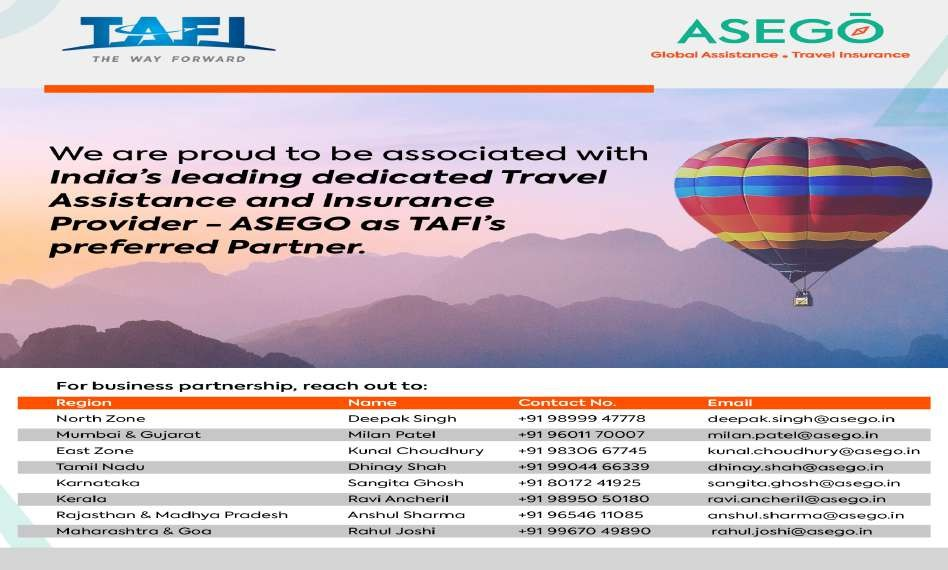 TAFI
THE WAY FORWARD
ASEGO
Global Assistance . Travel Insurance
We are proud to be associated with
India's leading dedicated Travel
Assistance and Insurance
Provider – ASEGO as TAFI's
preferred Partner.
For business partnership, reach out to:
Region Name Contact No. Email
North Zone Deepak Singh +91 98999 47778 deepak.singh@asego.in
Mumbai & Gujarat Milan Patel +91 96011 70007 milan.patel@asego.in
East Zone Kunal Choudhury +91 98306 67745 kunal.choudhury@asego.in
Tamil Nadu Dhinay Shah +91 99044 66339 dhinay.shah@asego.in
Karnataka Sangita Ghosh +91 80172 41925 sangita.ghosh@asego.in
Kerala Ravi Ancheril +91 98950 50180 ravi.ancheril@asego.in
Rajasthan & Madhya Pradesh Anshul Sharma +91 96546 11085 anshul.sharma@asego.in
Maharashtra & Goa Rahul Joshi +91 99670 49890 rahul.joshi@asego.in